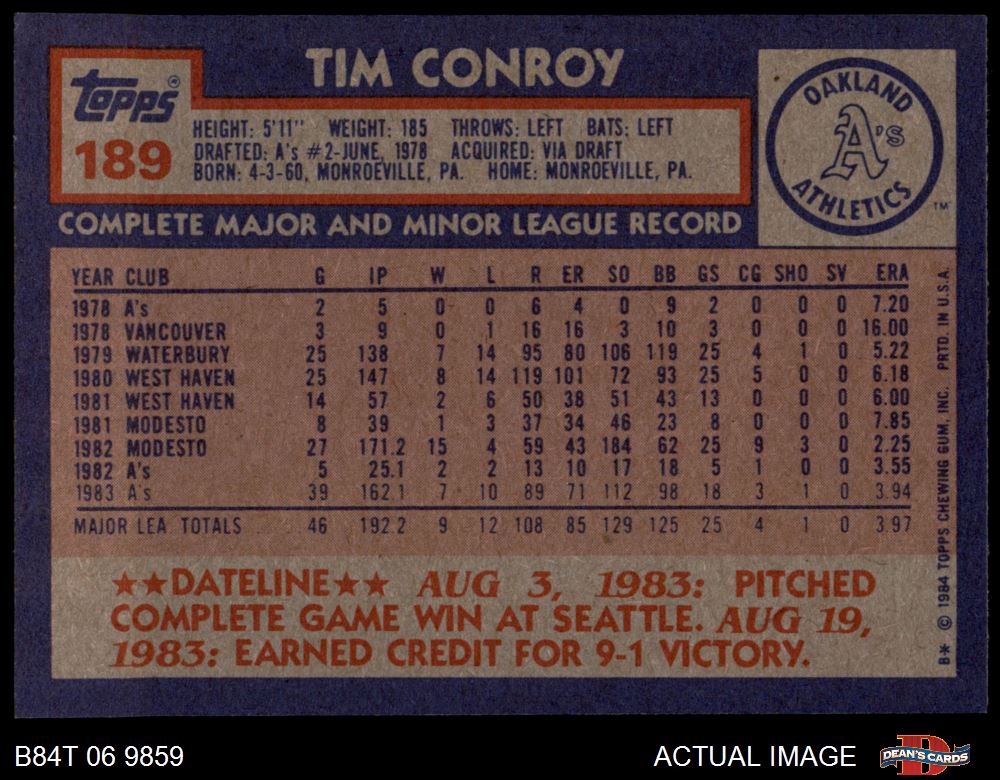 TIM CONROY
Topps®
189
HEIGHT: 5'11" WEIGHT: 185 THROWS: LEFT BATS: LEFT
DRAFTED: A's #2-JUNE, 1978 ACQUIRED: VIA DRAFT
BORN: 4-3-60, MONROEVILLE, PA. HOME: MONROEVILLE, PA.
OAKLAND
A's
ATHLETICS
TM
COMPLETE MAJOR AND MINOR LEAGUE RECORD
YEAR CLUB G IP W L R ER SO BB GS CG SHO SV ERA
1978 A's 2 5 0 0 6 4 0 9 2 0 0 0 7.20
1978 VANCOUVER 3 9 0 1 16 16 3 10 3 0 0 0 16.00
1979 WATERBURY 25 138 7 14 95 80 106 119 25 4 1 0 5.22
1980 WEST HAVEN 25 147 8 14 119 101 72 93 25 5 0 0 6.18
1981 WEST HAVEN 14 57 2 6 50 38 51 43 13 0 0 0 6.00
1981 MODESTO 8 39 1 3 37 34 46 23 8 0 0 0 7.85
1982 MODESTO 27 171.2 15 4 59 43 184 62 25 9 3 0 2.25
1982 A's 5 25.1 2 2 13 10 17 18 5 1 0 0 3.55
1983 A's 39 162.1 7 10 89 71 112 98 18 3 1 0 3.94
MAJOR LEA. TOTALS 46 192.2 9 12 108 85 129 125 25 4 1 0 3.97
★★DATELINE★★ AUG 3, 1983: PITCHED
COMPLETE GAME WIN AT SEATTLE. AUG 19,
1983: EARNED CREDIT FOR 9-1 VICTORY.
B* © 1984 TOPPS CHEWING GUM, INC. PRTD. IN U.S.A.
B84T 06 9859
ACTUAL IMAGE
D
DEAN'S CARDS